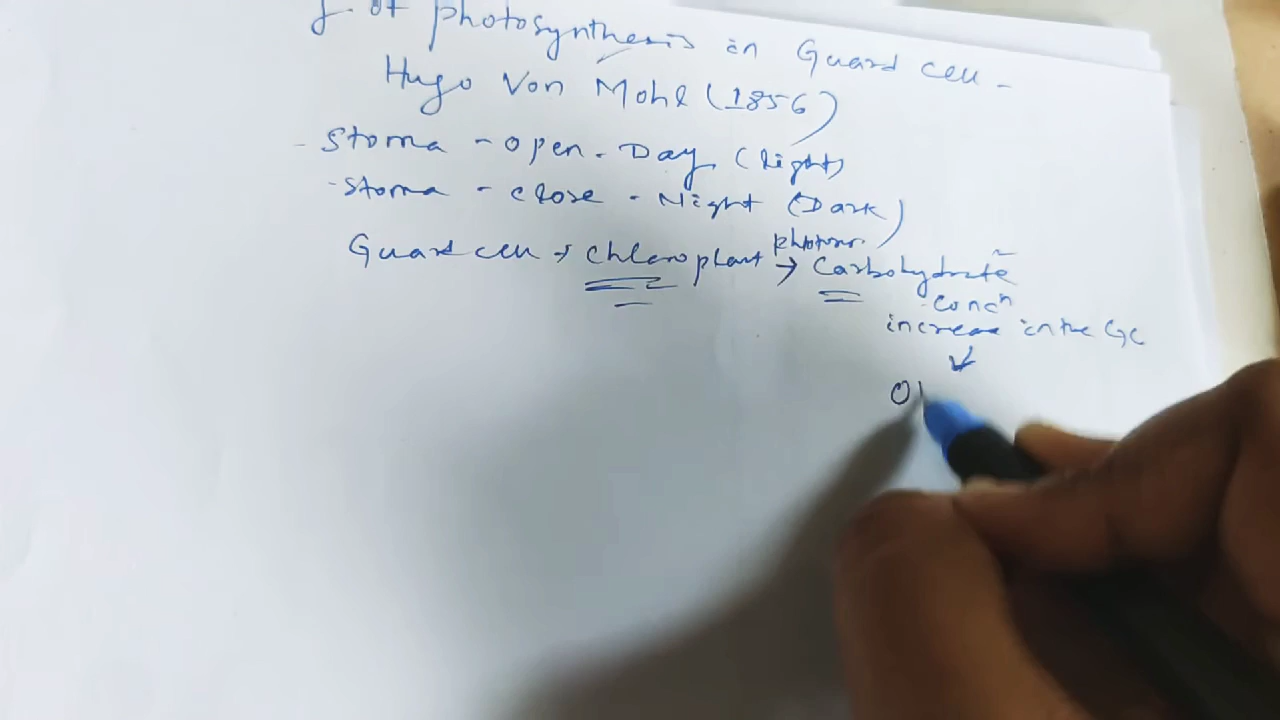 of photosynthesis in Guard cell -
Hugo Von Mohl (1856)
- Stoma - open - Day (Light)
- Stoma - close - Night (Dark)
photosy.
Guard cell → Chloroplast → Carbohydrate
concn
increase in the GC
↓